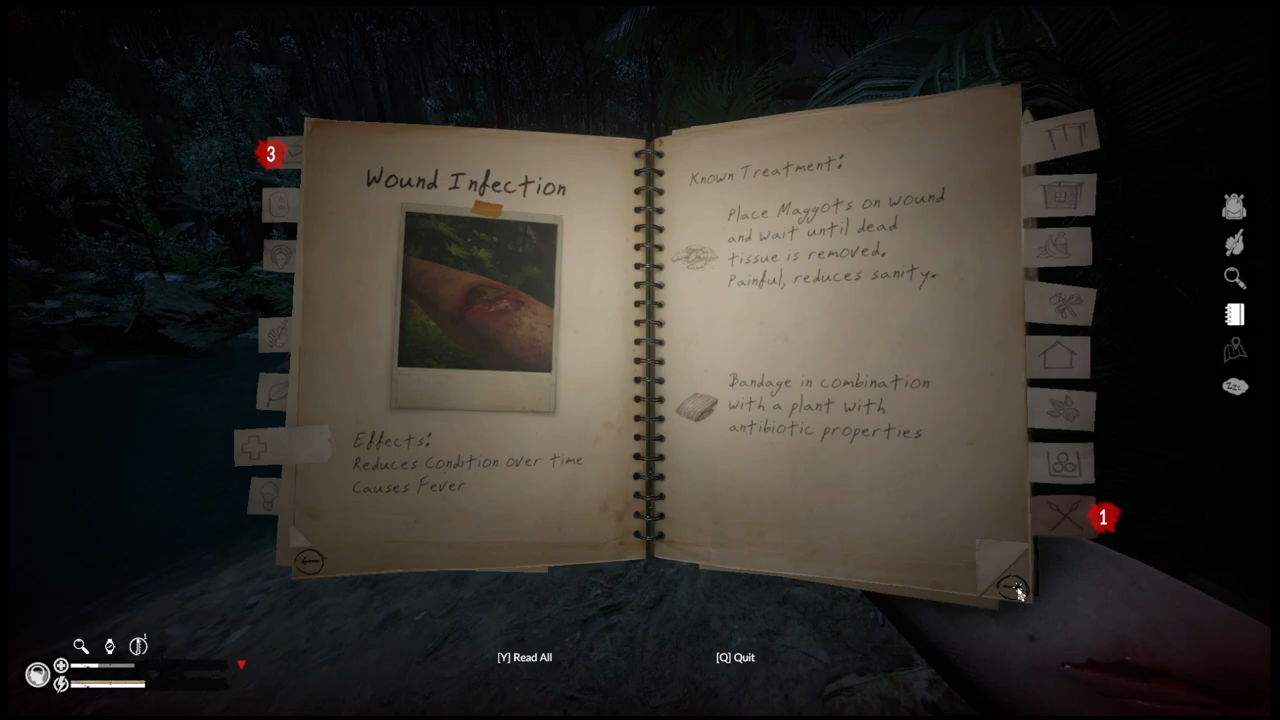 3
Wound Infection
Effects:
Reduces Condition over time
Causes Fever
Known Treatment:
Place Maggots on wound
and wait until dead
tissue is removed.
Painful, reduces sanity.
Bandage in combination
with a plant with
antibiotic properties
1
Zzz
1
[Y] Read All
[Q] Quit